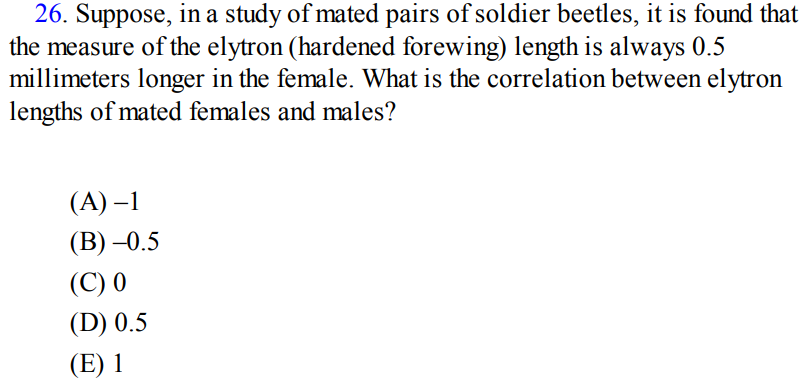 26. Suppose, in a study of mated pairs of soldier beetles, it is found that
the measure of the elytron (hardened forewing) length is always 0.5
millimeters longer in the female. What is the correlation between elytron
lengths of mated females and males?
(A) –1
(B) –0.5
(C) 0
(D) 0.5
(E) 1